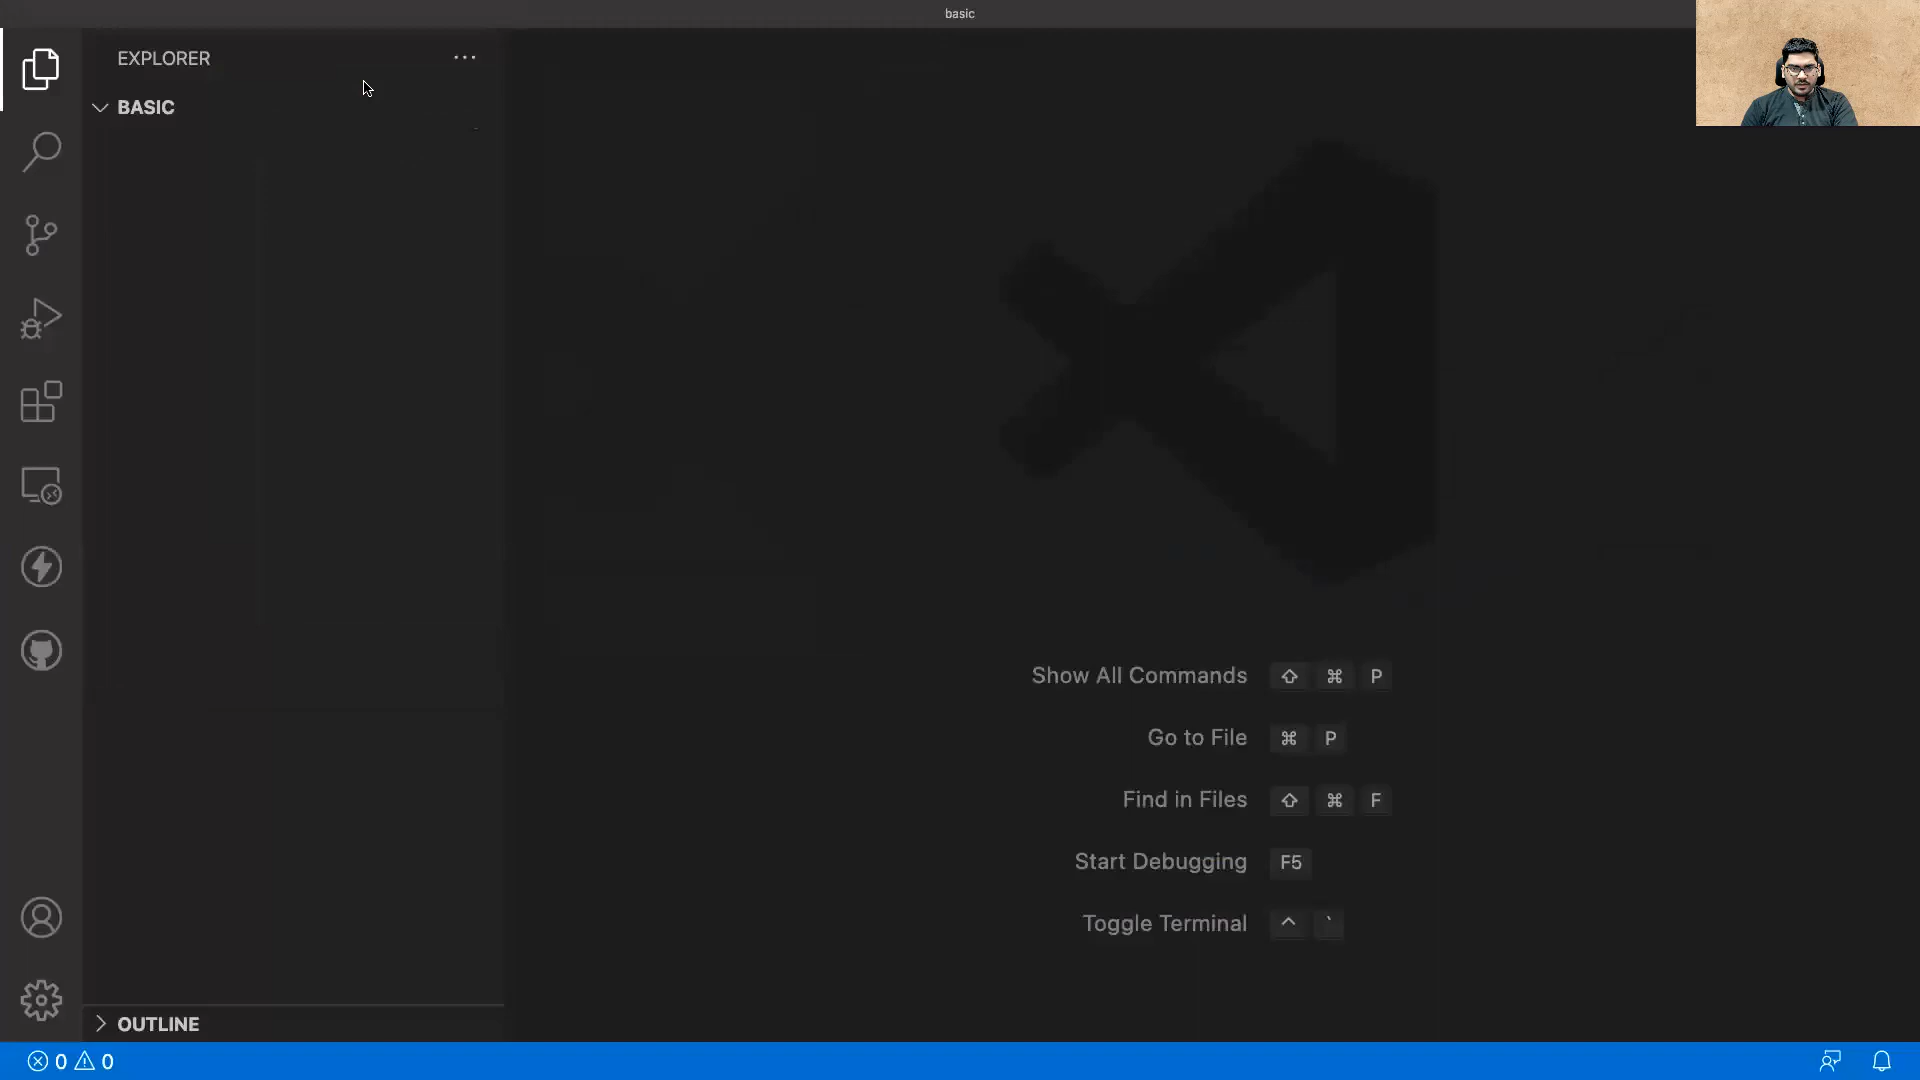 basic
EXPLORER
BASIC
Show All Commands ⇧ ⌘ P
Go to File ⌘ P
Find in Files ⇧ ⌘ F
Start Debugging F5
Toggle Terminal ^ `
OUTLINE
0 0